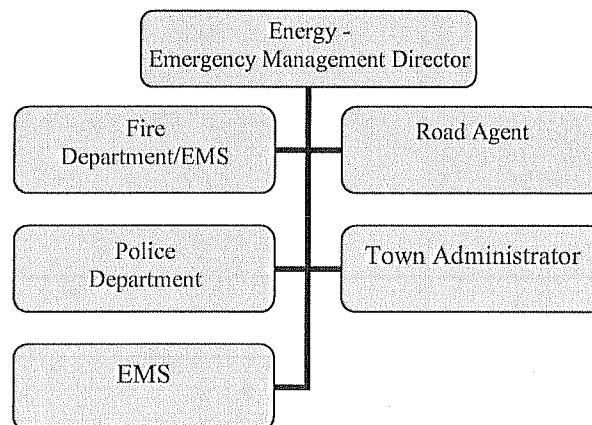 Energy -
Emergency Management Director
Fire
Department/EMS
Road Agent
Police
Department
Town Administrator
EMS